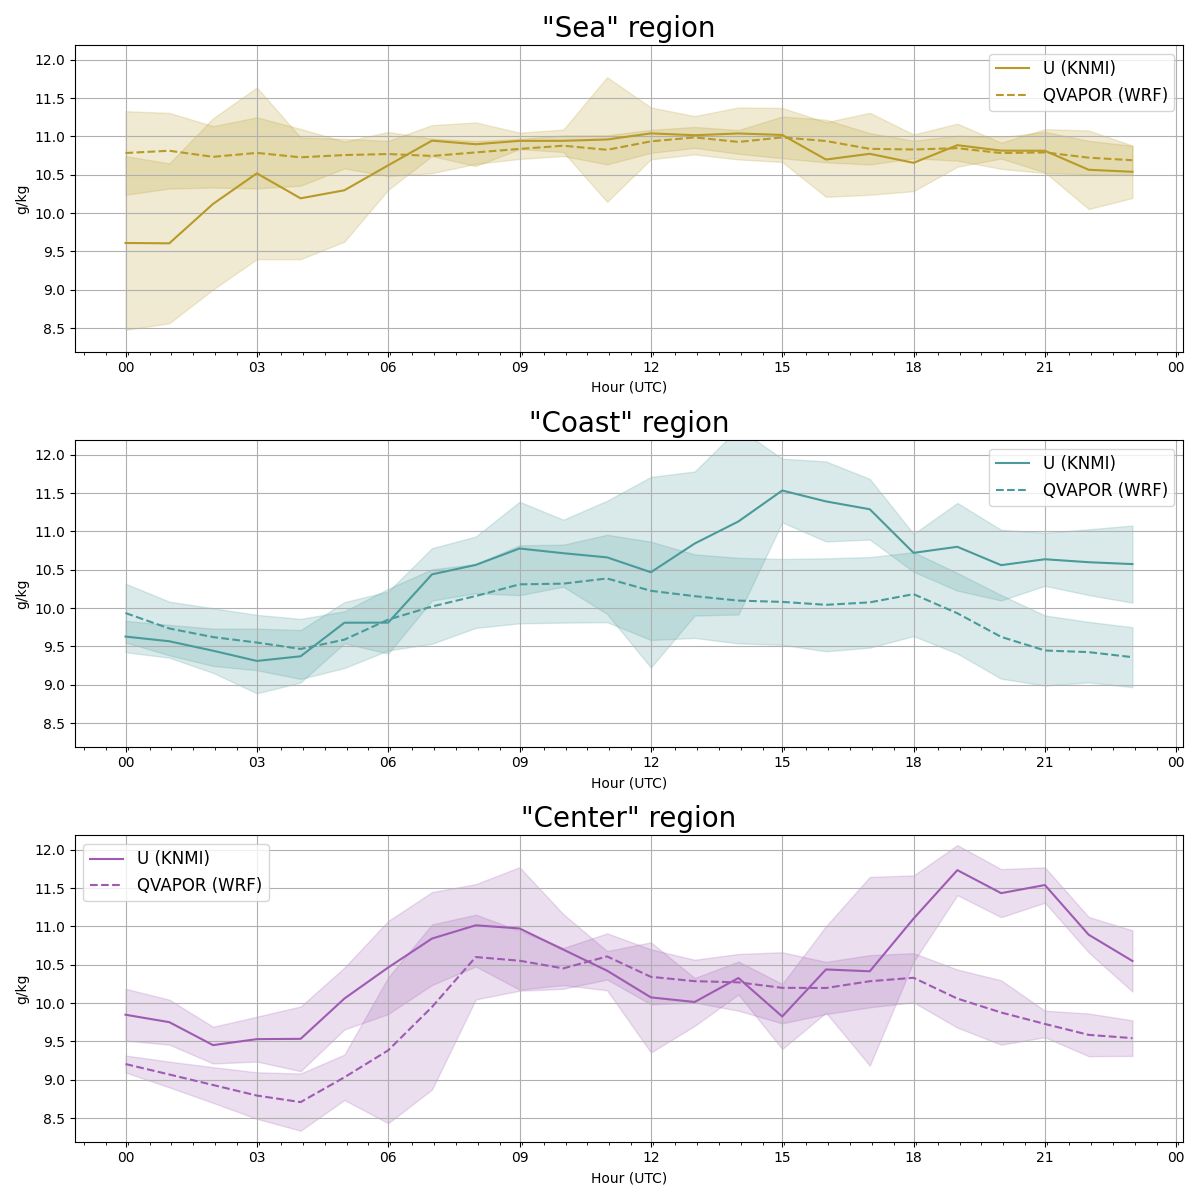 "Sea" region
12.0
11.5
11.0
10.5
10.0
9.5
9.0
8.5
g/kg
U (KNMI)
QVAPOR (WRF)
00 03 06 09 12 15 18 21 00
Hour (UTC)
"Coast" region
12.0
11.5
11.0
10.5
10.0
9.5
9.0
8.5
g/kg
U (KNMI)
QVAPOR (WRF)
00 03 06 09 12 15 18 21 00
Hour (UTC)
"Center" region
12.0
11.5
11.0
10.5
10.0
9.5
9.0
8.5
g/kg
U (KNMI)
QVAPOR (WRF)
00 03 06 09 12 15 18 21 00
Hour (UTC)